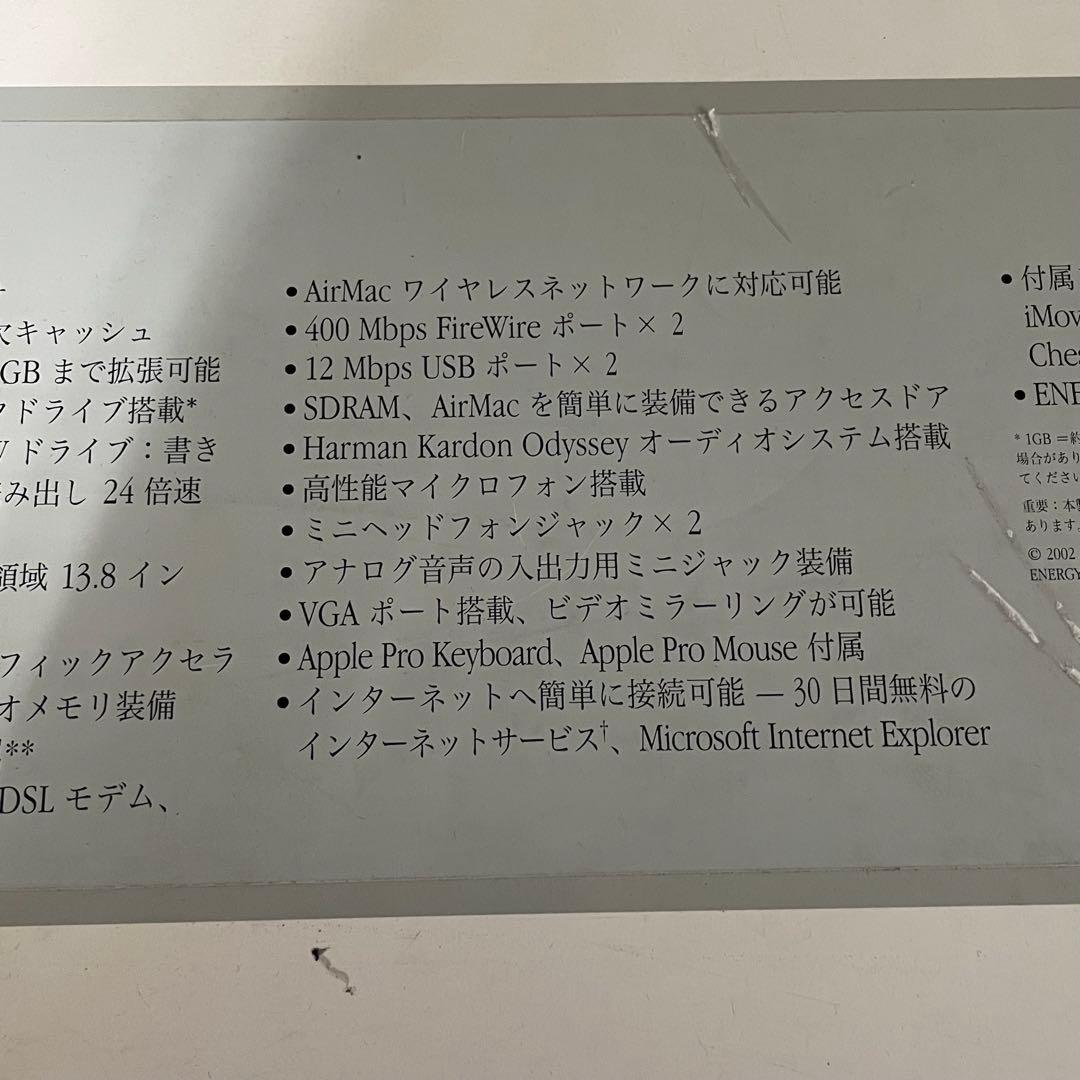 キャッシュ
GB まで拡張可能
ドライブ搭載*
ドライブ：書き
み出し 24 倍速
領域 13.8 イン
フィックアクセラ
オメモリ装備
**
DSL モデム、
• AirMac ワイヤレスネットワークに対応可能
• 400 Mbps FireWire ポート× 2
• 12 Mbps USB ポート× 2
• SDRAM、AirMac を簡単に装備できるアクセスドア
• Harman Kardon Odyssey オーディオシステム搭載
• 高性能マイクロフォン搭載
• ミニヘッドフォンジャック× 2
• アナログ音声の入出力用ミニジャック装備
• VGA ポート搭載、ビデオミラーリングが可能
• Apple Pro Keyboard、Apple Pro Mouse 付属
• インターネットへ簡単に接続可能 — 30 日間無料の
インターネットサービス†、Microsoft Internet Explorer
• 付属
iMov
Ches
• ENE
* 1GB =
場合があり
てください
重要：本
あります。
© 2002
ENERGY